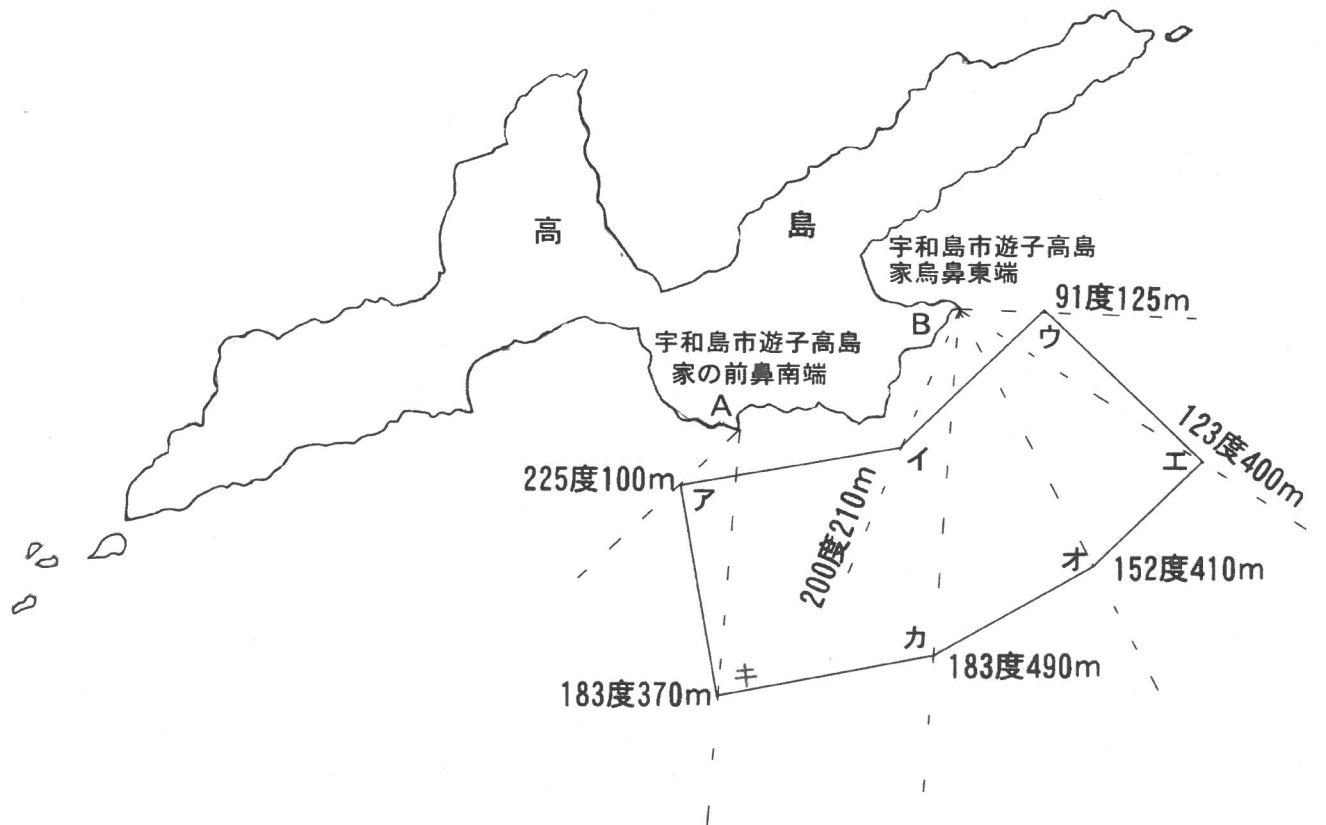 高
島
宇和島市遊子高島
家烏鼻東端
B
91度125m
ウ
宇和島市遊子高島
家の前鼻南端
A
225度100m
ア
イ
200度210m
エ
123度400m
オ
152度410m
カ
183度490m
キ
183度370m